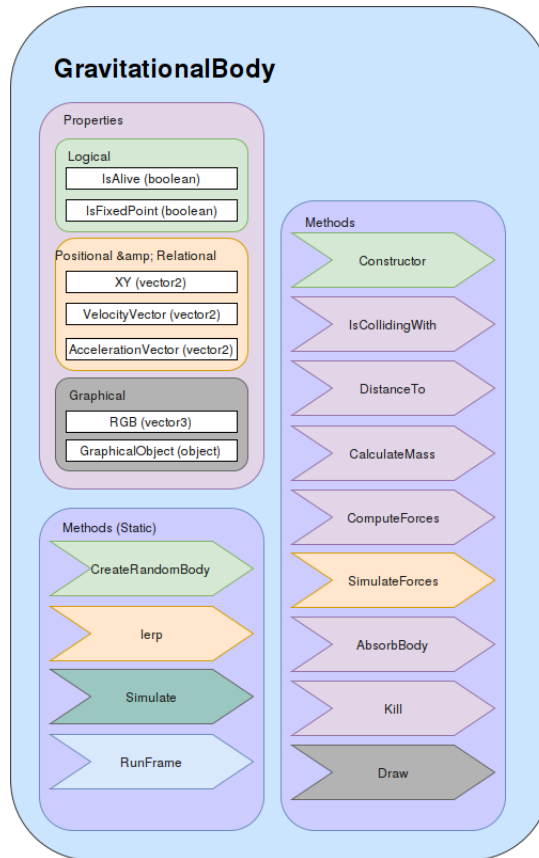 GravitationalBody
Properties
Logical
IsAlive (boolean)
IsFixedPoint (boolean)
Positional &amp; Relational
XY (vector2)
VelocityVector (vector2)
AccelerationVector (vector2)
Graphical
RGB (vector3)
GraphicalObject (object)
Methods (Static)
CreateRandomBody
lerp
Simulate
RunFrame
Methods
Constructor
IsCollidingWith
DistanceTo
CalculateMass
ComputeForces
SimulateForces
AbsorbBody
Kill
Draw